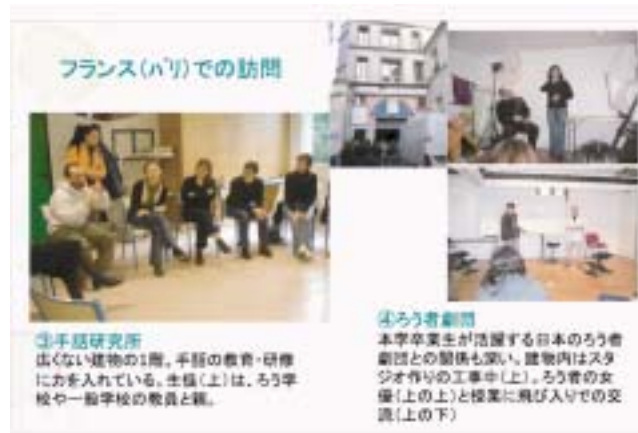 フランス(パリ)での訪問
③手話研究所
広くない建物の1階。手話の教育・研修
に力を入れている。生徒(上)は、ろう学
校や一般学校の教員と親。
④ろう者劇団
本学卒業生が活躍する日本のろう者
劇団との関係も深い。建物内はスタ
ジオ作りの工事中(上)。ろう者の女
優(上の上)と授業に飛び入りでの交
流(上の下)